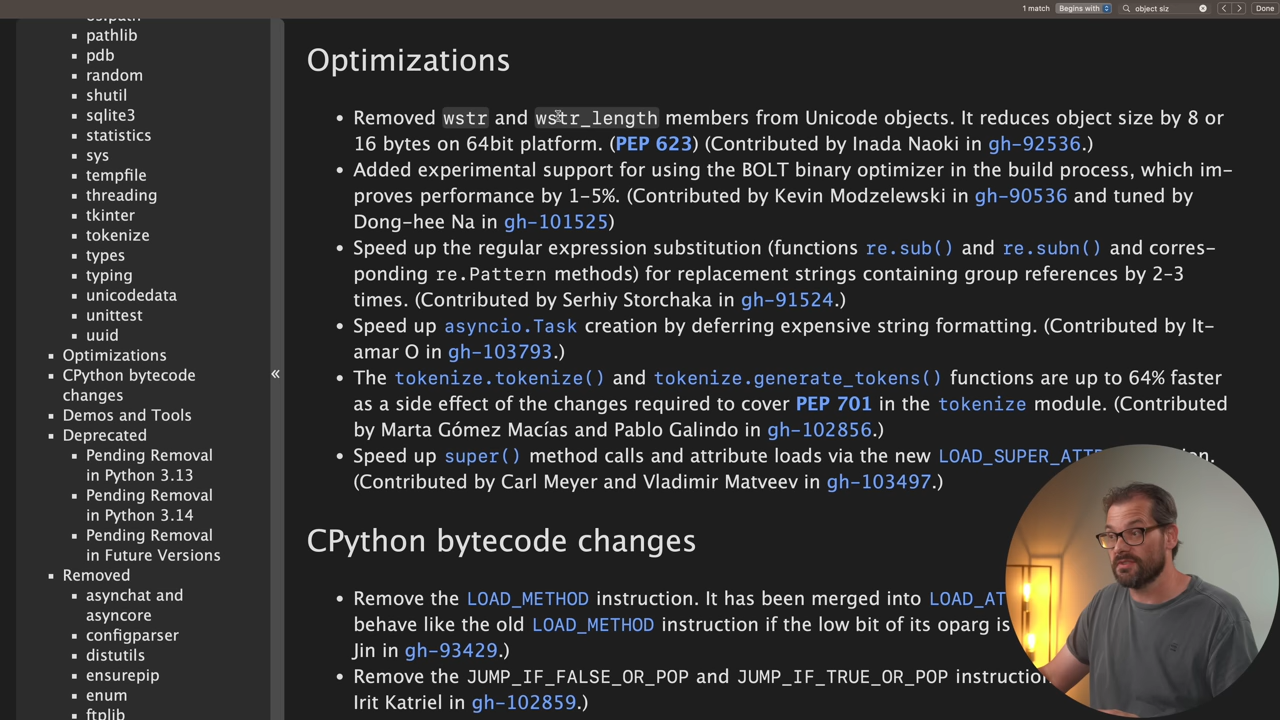 1 match
Begins with
object siz
Done
os.path
pathlib
pdb
random
shutil
sqlite3
statistics
sys
tempfile
threading
tkinter
tokenize
types
typing
unicodedata
unittest
uuid
Optimizations
CPython bytecode
changes
Demos and Tools
Deprecated
Pending Removal
in Python 3.13
Pending Removal
in Python 3.14
Pending Removal
in Future Versions
Removed
asynchat and
asyncore
configparser
distutils
ensurepip
enum
ftplib
«
Optimizations
Removed wstr and wstr_length members from Unicode objects. It reduces object size by 8 or
16 bytes on 64bit platform. (PEP 623) (Contributed by Inada Naoki in gh-92536.)
Added experimental support for using the BOLT binary optimizer in the build process, which im-
proves performance by 1-5%. (Contributed by Kevin Modzelewski in gh-90536 and tuned by
Dong-hee Na in gh-101525)
Speed up the regular expression substitution (functions re.sub() and re.subn() and corres-
ponding re.Pattern methods) for replacement strings containing group references by 2-3
times. (Contributed by Serhiy Storchaka in gh-91524.)
Speed up asyncio.Task creation by deferring expensive string formatting. (Contributed by It-
amar O in gh-103793.)
The tokenize.tokenize() and tokenize.generate_tokens() functions are up to 64% faster
as a side effect of the changes required to cover PEP 701 in the tokenize module. (Contributed
by Marta Gómez Macías and Pablo Galindo in gh-102856.)
Speed up super() method calls and attribute loads via the new LOAD_SUPER_ATT
(Contributed by Carl Meyer and Vladimir Matveev in gh-103497.)
CPython bytecode changes
Remove the LOAD_METHOD instruction. It has been merged into LOAD_AT
behave like the old LOAD_METHOD instruction if the low bit of its oparg is
Jin in gh-93429.)
Remove the JUMP_IF_FALSE_OR_POP and JUMP_IF_TRUE_OR_POP instruction
Irit Katriel in gh-102859.)